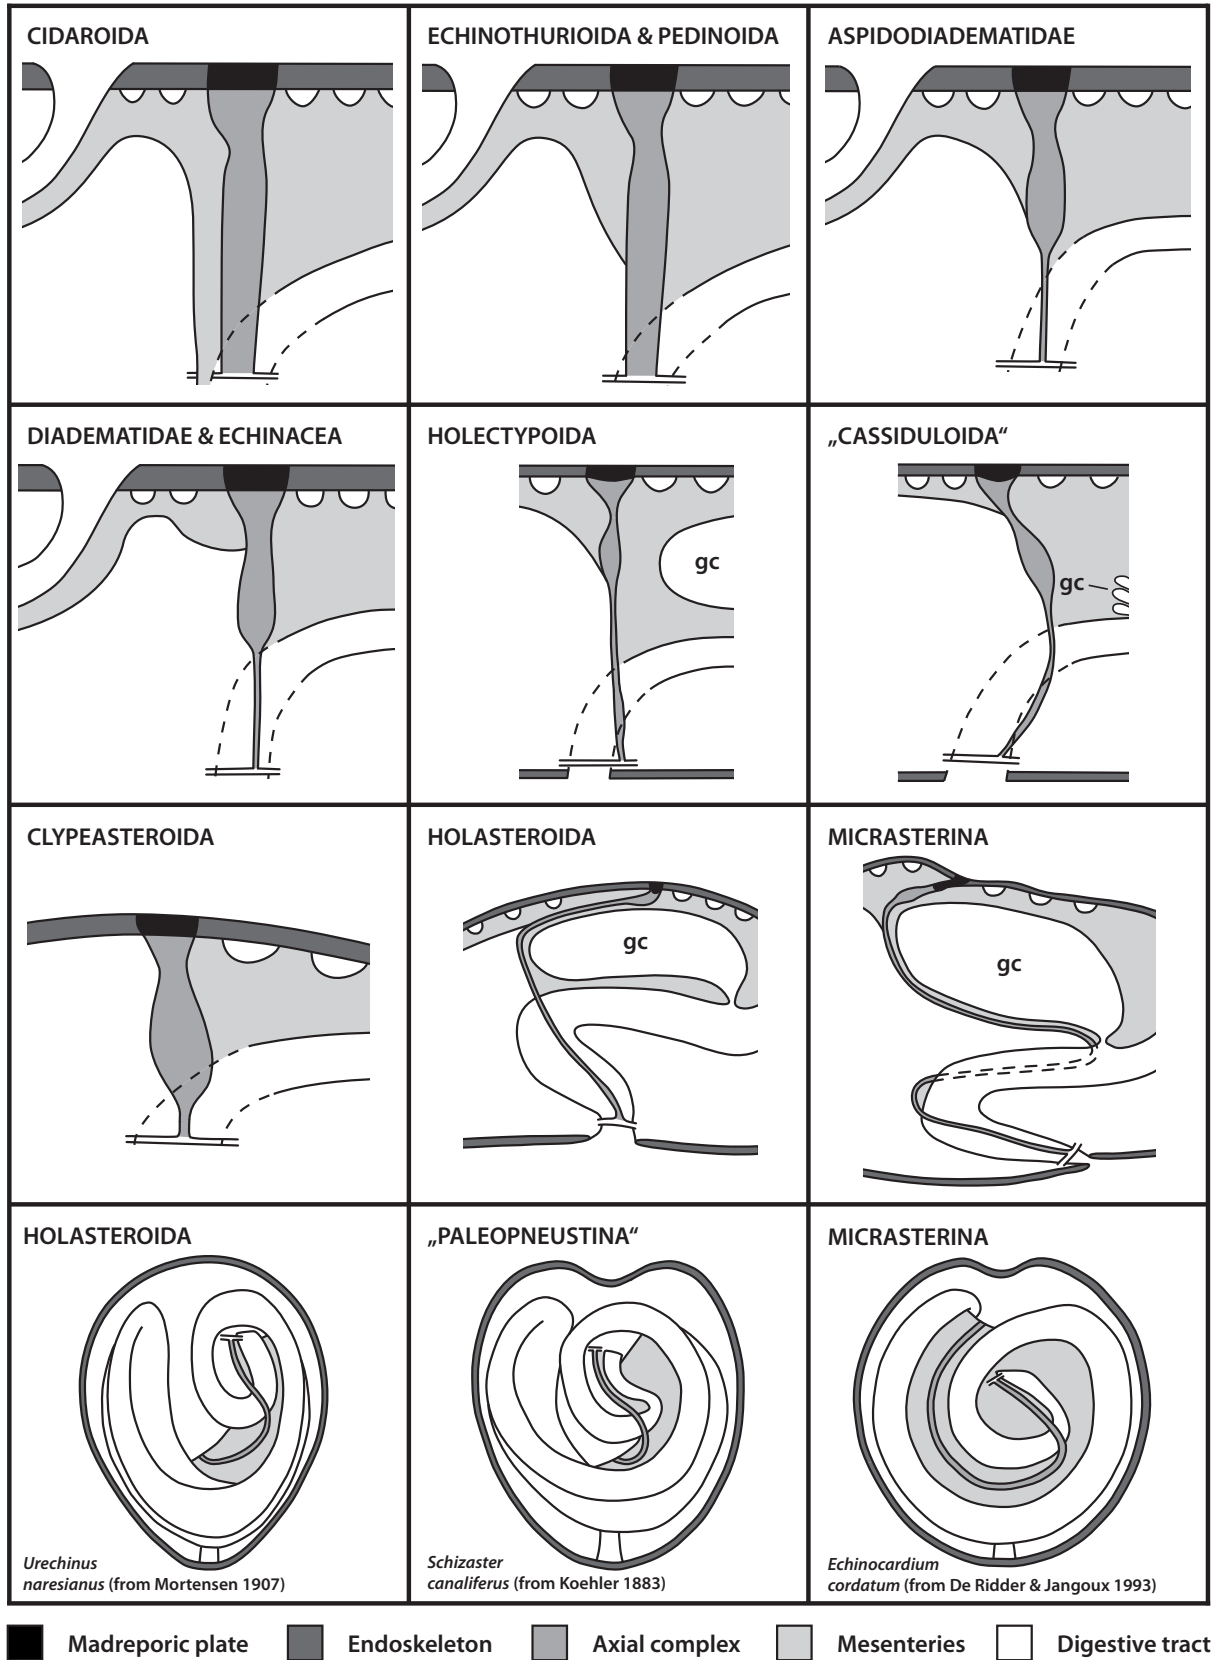 CIDAROIDA
ECHINOTHURIOIDA & PEDINOIDA
ASPIDODIADEMATIDAE
DIADEMATIDAE & ECHINACEA
HOLECTYPOIDA
gc
„CASSIDULOIDA“
gc
CLYPEASTEROIDA
HOLASTEROIDA
gc
MICRASTERINA
gc
HOLASTEROIDA
Urechinus
naresianus (from Mortensen 1907)
„PALEOPNEUSTINA“
Schizaster
canaliferus (from Koehler 1883)
MICRASTERINA
Echinocardium
cordatum (from De Ridder & Jangoux 1993)
Madreporic plate
Endoskeleton
Axial complex
Mesenteries
Digestive tract